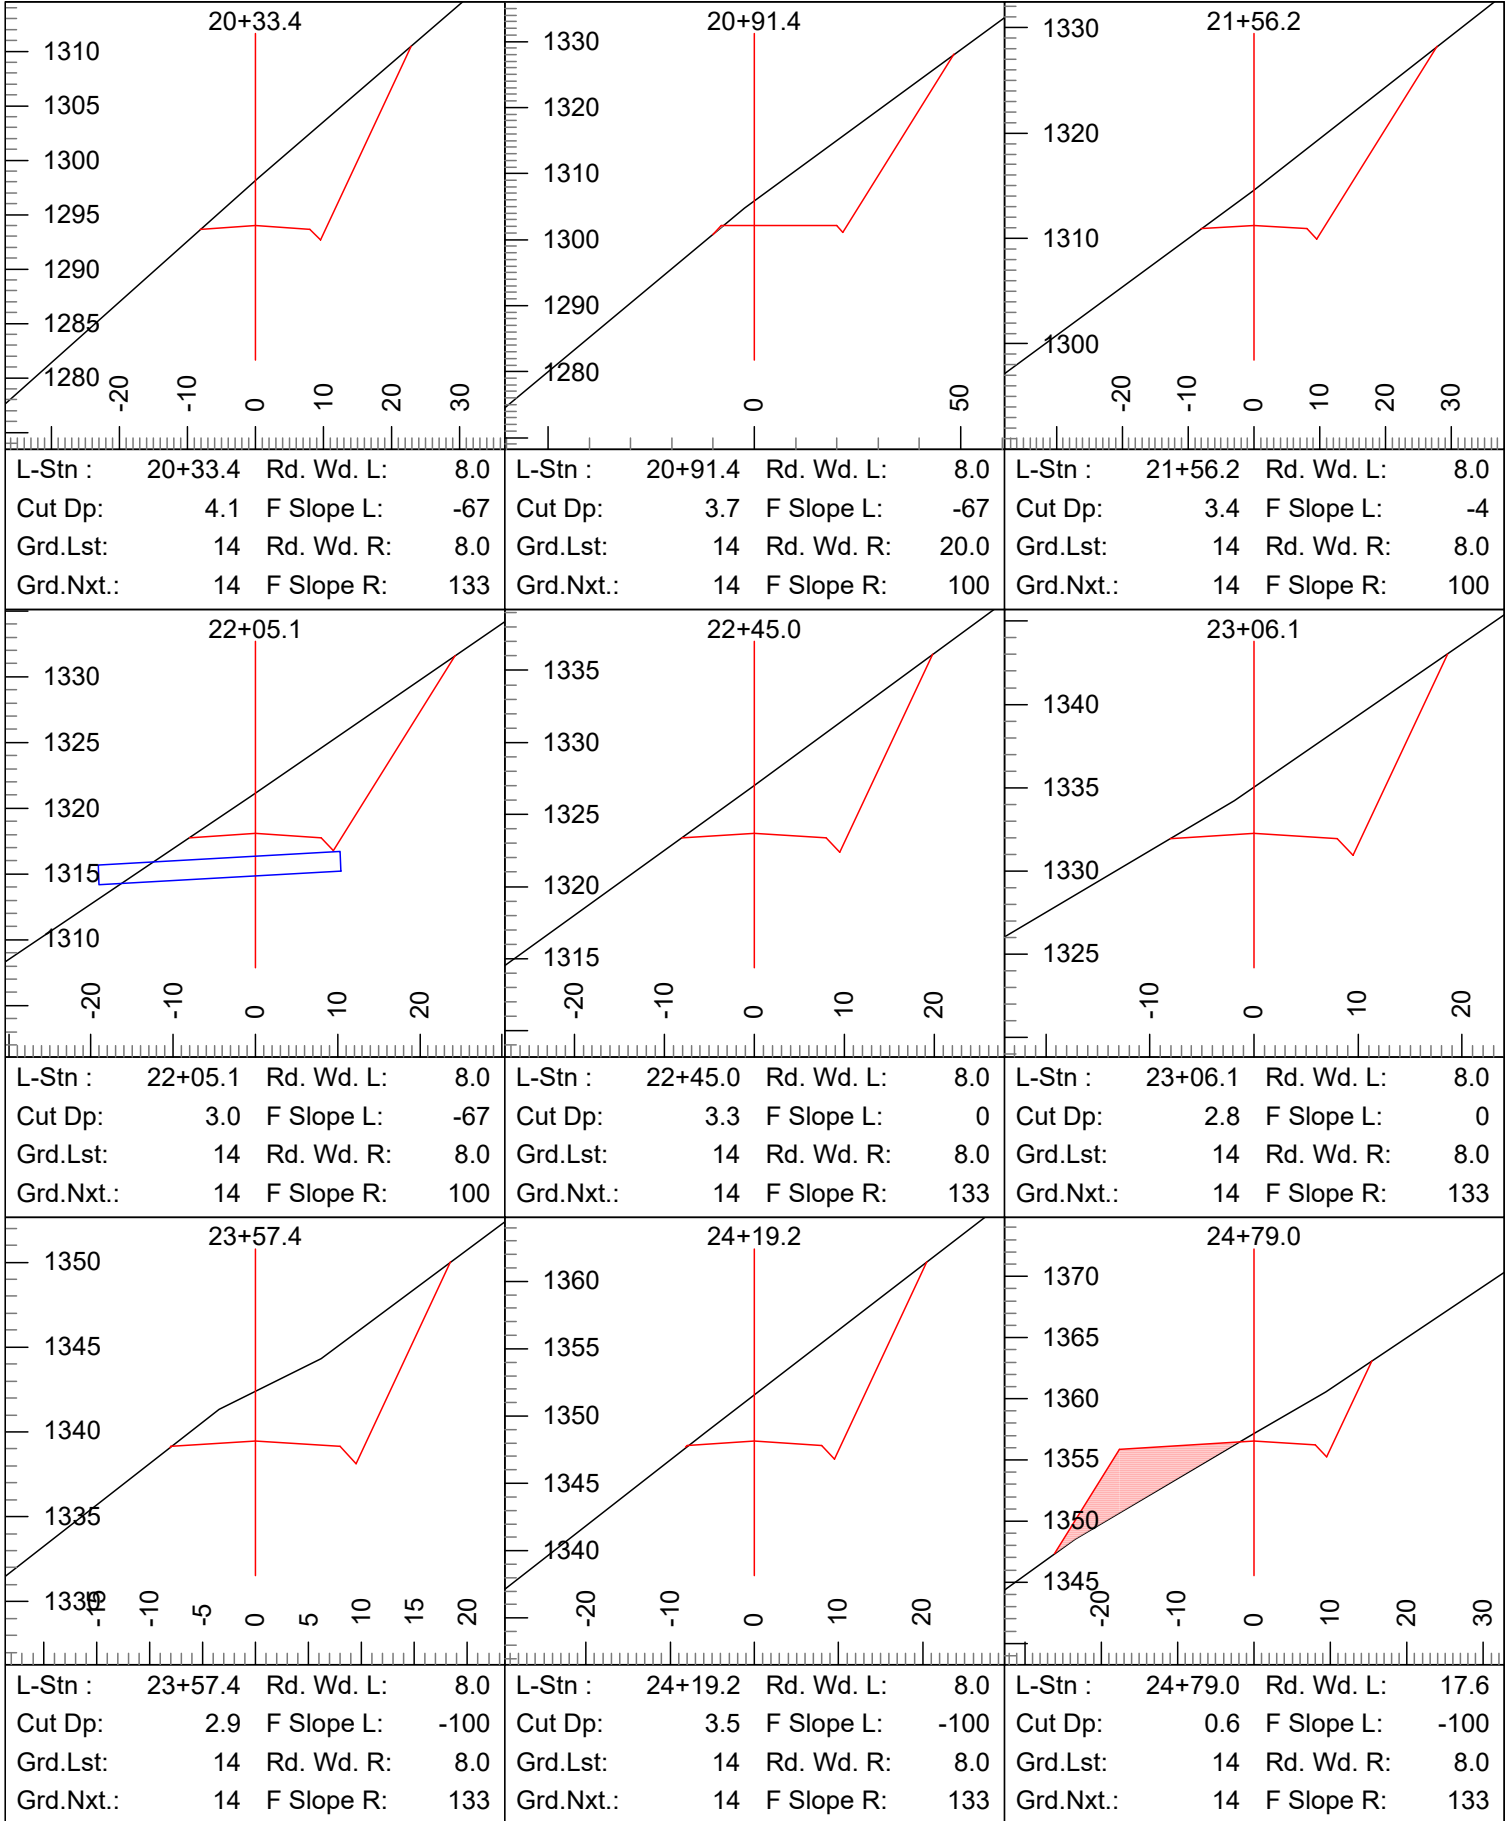 20+33.4
1310
1305
1300
1295
1290
1285
1280
-20 -10 0 10 20 30
L-Stn : 20+33.4 Rd. Wd. L: 8.0
Cut Dp: 4.1 F Slope L: -67
Grd.Lst: 14 Rd. Wd. R: 8.0
Grd.Nxt.: 14 F Slope R: 133
20+91.4
1330
1320
1310
1300
1290
1280
0 50
L-Stn : 20+91.4 Rd. Wd. L: 8.0
Cut Dp: 3.7 F Slope L: -67
Grd.Lst: 14 Rd. Wd. R: 20.0
Grd.Nxt.: 14 F Slope R: 100
21+56.2
1330
1320
1310
1300
-20 -10 0 10 20 30
L-Stn : 21+56.2 Rd. Wd. L: 8.0
Cut Dp: 3.4 F Slope L: -4
Grd.Lst: 14 Rd. Wd. R: 8.0
Grd.Nxt.: 14 F Slope R: 100
22+05.1
1330
1325
1320
1315
1310
-20 -10 0 10 20
L-Stn : 22+05.1 Rd. Wd. L: 8.0
Cut Dp: 3.0 F Slope L: -67
Grd.Lst: 14 Rd. Wd. R: 8.0
Grd.Nxt.: 14 F Slope R: 100
22+45.0
1335
1330
1325
1320
1315
-20 -10 0 10 20
L-Stn : 22+45.0 Rd. Wd. L: 8.0
Cut Dp: 3.3 F Slope L: 0
Grd.Lst: 14 Rd. Wd. R: 8.0
Grd.Nxt.: 14 F Slope R: 133
23+06.1
1340
1335
1330
1325
-10 0 10 20
L-Stn : 23+06.1 Rd. Wd. L: 8.0
Cut Dp: 2.8 F Slope L: 0
Grd.Lst: 14 Rd. Wd. R: 8.0
Grd.Nxt.: 14 F Slope R: 133
23+57.4
1350
1345
1340
1335
1330
-15 -10 -5 0 5 10 15 20
L-Stn : 23+57.4 Rd. Wd. L: 8.0
Cut Dp: 2.9 F Slope L: -100
Grd.Lst: 14 Rd. Wd. R: 8.0
Grd.Nxt.: 14 F Slope R: 133
24+19.2
1360
1355
1350
1345
1340
-20 -10 0 10 20
L-Stn : 24+19.2 Rd. Wd. L: 8.0
Cut Dp: 3.5 F Slope L: -100
Grd.Lst: 14 Rd. Wd. R: 8.0
Grd.Nxt.: 14 F Slope R: 133
24+79.0
1370
1365
1360
1355
1350
1345
-20 -10 0 10 20 30
L-Stn : 24+79.0 Rd. Wd. L: 17.6
Cut Dp: 0.6 F Slope L: -100
Grd.Lst: 14 Rd. Wd. R: 8.0
Grd.Nxt.: 14 F Slope R: 133